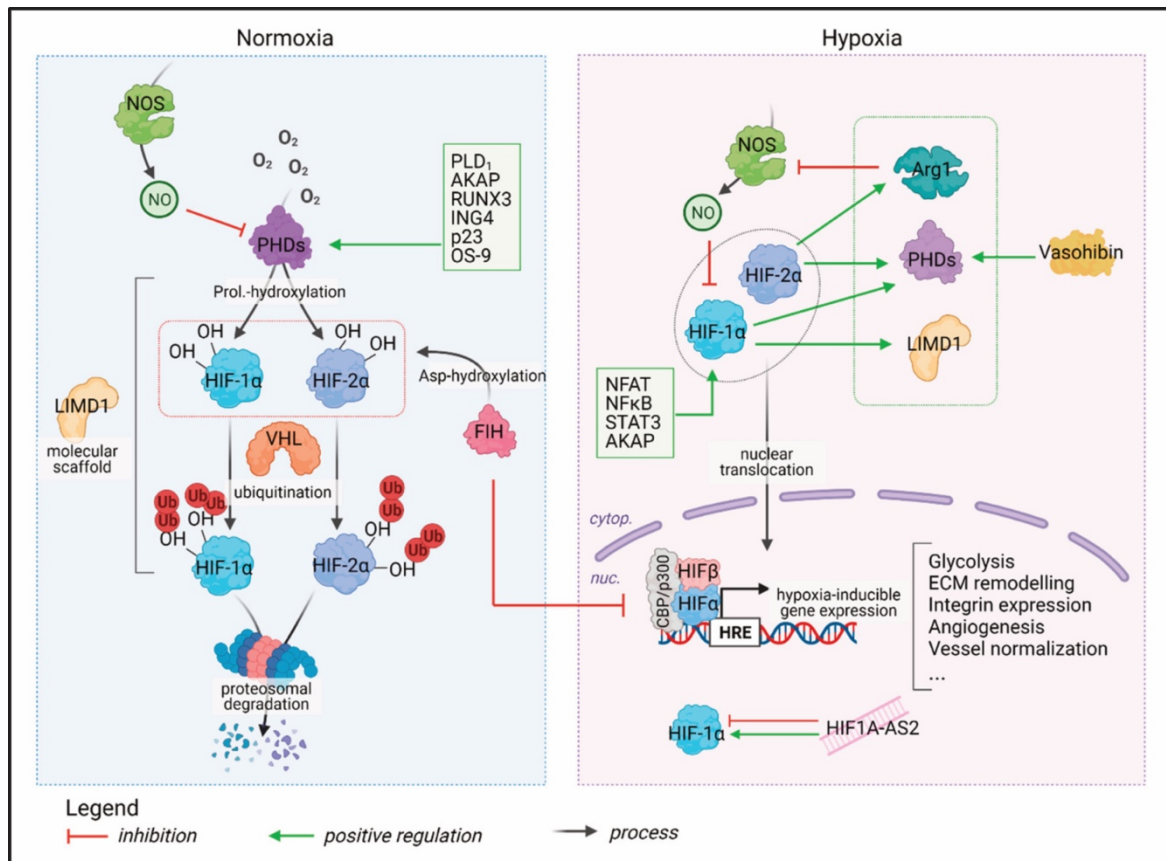 Normoxia
NOS
NO
O₂
O₂
O₂
O₂
O₂
PHDs
PLD₁
AKAP
RUNX3
ING4
p23
OS-9
Prol.-hydroxylation
OH
OH
HIF-1α
OH
OH
HIF-2α
Asp-hydroxylation
FIH
LIMD1
molecular
scaffold
VHL
ubiquitination
Ub
Ub
Ub
Ub
OH
OH
HIF-1α
Ub
Ub
Ub
Ub
OH
OH
HIF-2α
proteosomal
degradation
Hypoxia
NOS
NO
Arg1
HIF-2α
PHDs
Vasohibin
HIF-1α
LIMD1
NFAT
NFκB
STAT3
AKAP
nuclear
translocation
cytop.
nuc.
CBP/p300
HIFβ
HIFα
HRE
hypoxia-inducible
gene expression
Glycolysis
ECM remodelling
Integrin expression
Angiogenesis
Vessel normalization
...
HIF-1α
HIF1A-AS2
Legend
inhibition
positive regulation
process